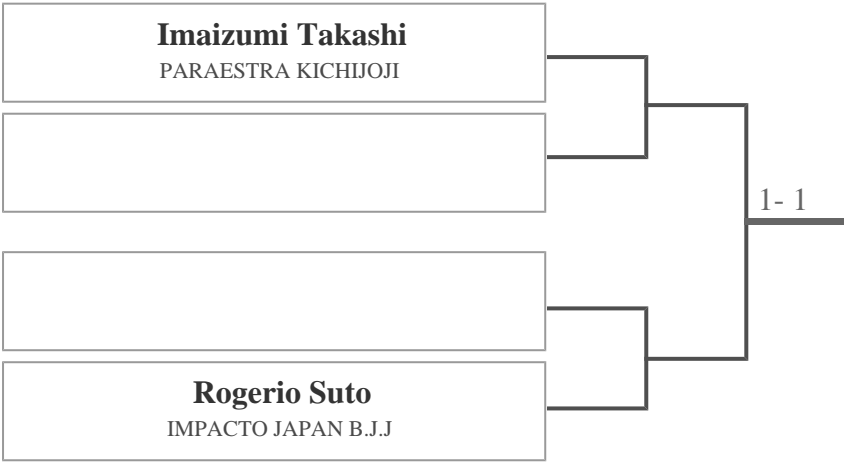 Imaizumi Takashi
PARAESTRA KICHIJOJI
1- 1
Rogerio Suto
IMPACTO JAPAN B.J.J